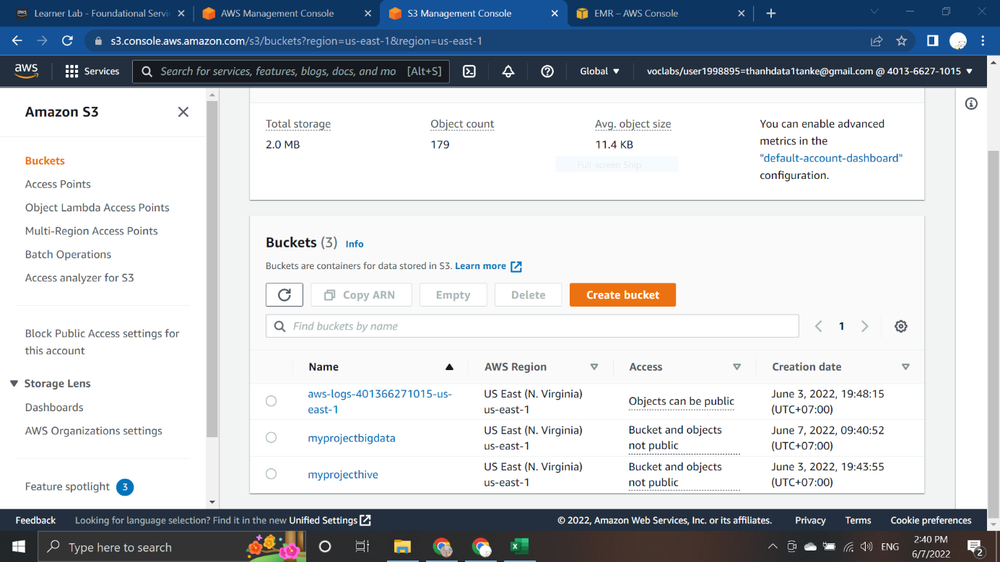 aws Learner Lab - Foundational Servic
AWS Management Console
S3 Management Console
EMR – AWS Console
s3.console.aws.amazon.com/s3/buckets?region=us-east-1&region=us-east-1
aws Services Search for services, features, blogs, docs, and mo [Alt+S] Global voclabs/user1998895=thanhdata1tanke@gmail.com @ 4013-6627-1015
Amazon S3
Buckets
Access Points
Object Lambda Access Points
Multi-Region Access Points
Batch Operations
Access analyzer for S3
Block Public Access settings for
this account
Storage Lens
Dashboards
AWS Organizations settings
Feature spotlight 3
Total storage
2.0 MB
Object count
179
Avg. object size
11.4 KB
Full-screen Snip
You can enable advanced
metrics in the
"default-account-dashboard"
configuration.
Buckets (3) Info
Buckets are containers for data stored in S3. Learn more
Copy ARN Empty Delete Create bucket
Find buckets by name
1
Name AWS Region Access Creation date
aws-logs-401366271015-us-
east-1
US East (N. Virginia)
us-east-1
Objects can be public
June 3, 2022, 19:48:15
(UTC+07:00)
myprojectbigdata
US East (N. Virginia)
us-east-1
Bucket and objects
not public
June 7, 2022, 09:40:52
(UTC+07:00)
myprojecthive
US East (N. Virginia)
us-east-1
Bucket and objects
not public
June 3, 2022, 19:43:55
(UTC+07:00)
Feedback Looking for language selection? Find it in the new Unified Settings © 2022, Amazon Web Services, Inc. or its affiliates. Privacy Terms Cookie preferences
Type here to search
ENG
2:40 PM
6/7/2022
2